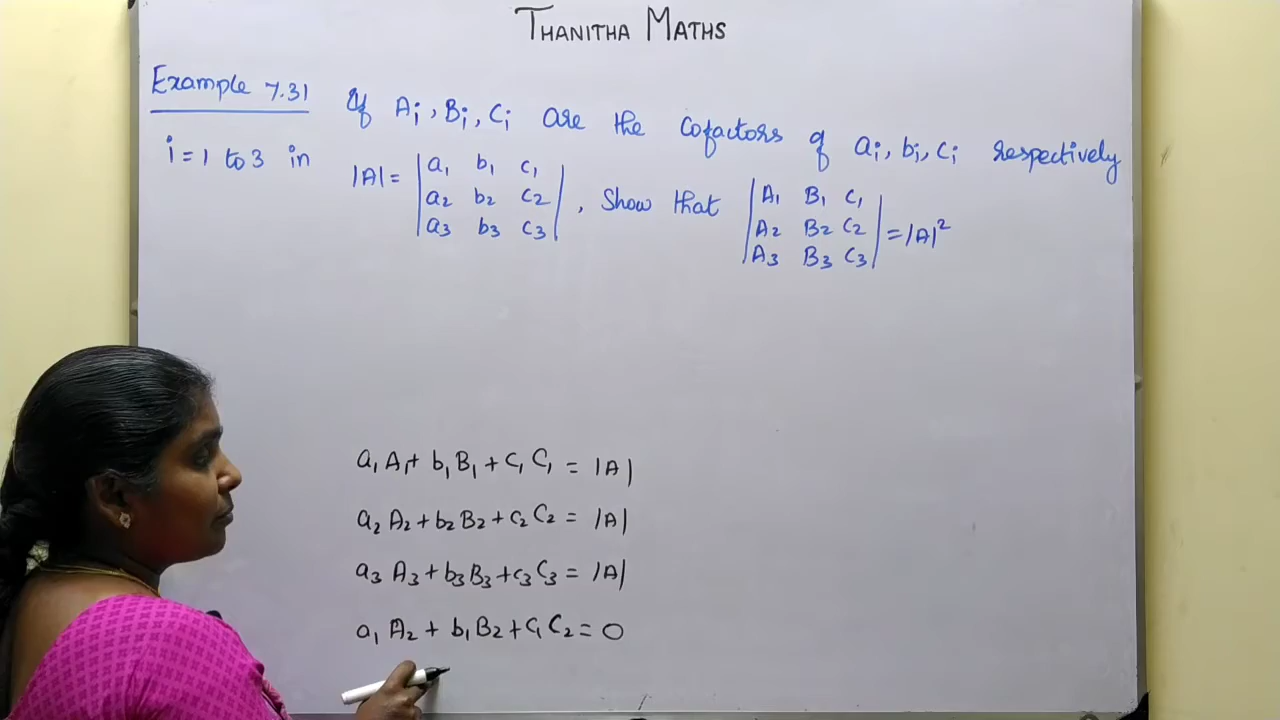 THANITHA MATHS
Example 7.31 If Ai, Bi, Ci are the cofactors of ai, bi, ci respectively
i = 1 to 3 in |A| = | a₁ b₁ c₁ | , Show that | A₁ B₁ C₁ | = |A|²
| a₂ b₂ c₂ | | A₂ B₂ C₂ |
| a₃ b₃ c₃ | | A₃ B₃ C₃ |
a₁ A₁ + b₁ B₁ + c₁ C₁ = |A|
a₂ A₂ + b₂ B₂ + c₂ C₂ = |A|
a₃ A₃ + b₃ B₃ + c₃ C₃ = |A|
a₁ A₂ + b₁ B₂ + c₁ C₂ = 0